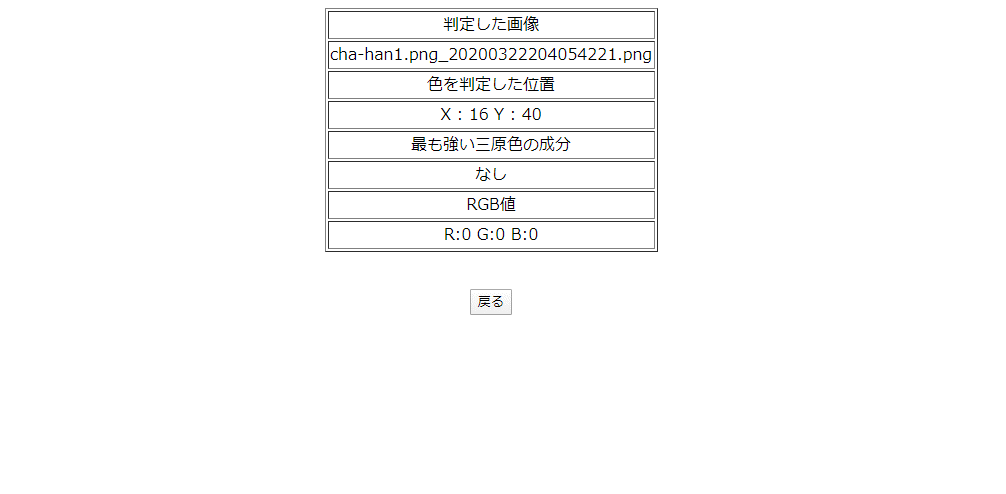 判定した画像
cha-han1.png_20200322204054221.png
色を判定した位置
X : 16 Y : 40
最も強い三原色の成分
なし
RGB値
R:0 G:0 B:0
戻る